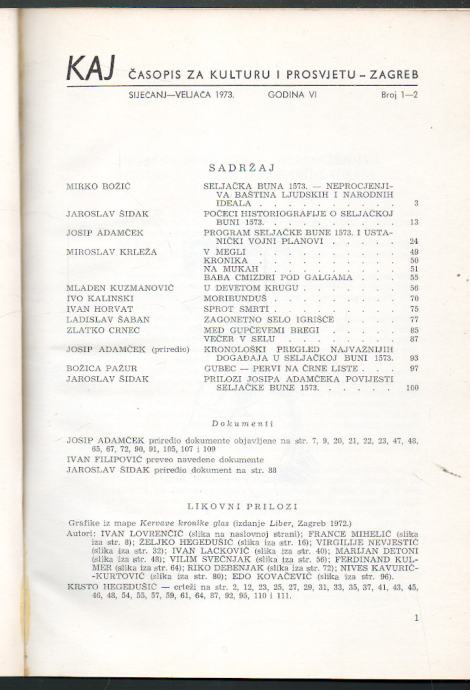 KAJ ČASOPIS ZA KULTURU I PROSVJETU – ZAGREB
SIJEČANJ—VELJAČA 1973. GODINA VI Broj 1—2
SADRŽAJ
MIRKO BOŽIĆ SELJAČKA BUNA 1573. — NEPROCJENJI-
VA BAŠTINA LJUDSKIH I NARODNIH
IDEALA . . . . . . . . . . 3
JAROSLAV ŠIDAK POČECI HISTORIOGRAFIJE O SELJAČKOJ
BUNI 1573. . . . . . . . . 13
JOSIP ADAMČEK PROGRAM SELJAČKE BUNE 1573. I USTA-
NIČKI VOJNI PLANOVI . . . . . . 24
MIROSLAV KRLEŽA V MEGLI . . . . . . . . . . 49
KRONIKA . . . . . . . . . . 50
NA MUKAH . . . . . . . . . . 51
BABA CMIZDRI POD GALGAMA . . . . 55
MLADEN KUZMANOVIĆ U DEVETOM KRUGU . . . . . . . 56
IVO KALINSKI MORIBUNDUŠ . . . . . . . . . 70
IVAN HORVAT SPROT SMRTI . . . . . . . . . 75
LADISLAV ŠABAN ZAGONETNO SELO IGRIŠĆE . . . . . 77
ZLATKO CRNEC MED GUPČEVEMI BREGI . . . . . 85
VEČER V SELU . . . . . . . . 87
JOSIP ADAMČEK (priredio) KRONOLOŠKI PREGLED NAJVAŽNIJIH
DOGAĐAJA U SELJAČKOJ BUNI 1573. 93
BOŽICA PAŽUR GUBEC — PERVI NA ČRNE LISTE . . . 97
JAROSLAV ŠIDAK PRILOZI JOSIPA ADAMČEKA POVIJESTI
SELJAČKE BUNE 1573. . . . . . . 100
Dokumenti
JOSIP ADAMČEK priredio dokumente objavljene na str. 7, 9, 20, 21, 22, 23, 47, 48,
65, 67, 72, 90, 91, 105, 107 i 109
IVAN FILIPOVIĆ preveo navedene dokumente
JAROSLAV ŠIDAK priredio dokument na str. 88
LIKOVNI PRILOZI
Grafike iz mape Kervave kronike glas (izdanje Liber, Zagreb 1972.)
Autori: IVAN LOVRENČIĆ (slika na naslovnoj strani); FRANCE MIHELIČ (slika
iza str. 8); ŽELJKO HEGEDUŠIĆ (slika iza str. 16); VIRGILIJE NEVJESTIĆ
(slika iza str. 32); IVAN LACKOVIĆ (slika iza str. 40); MARIJAN DETONI
(slika iza str. 48); VILIM SVEČNJAK (slika iza str. 56); FERDINAND KUL-
MER (slika iza str. 64); RIKO DEBENJAK (slika iza str. 72); NIVES KAVURIĆ-
-KURTOVIĆ (slika iza str. 80); EDO KOVAČEVIĆ (slika iza str. 96).
KRSTO HEGEDUŠIĆ — crteži na str. 2, 12, 23, 25, 27, 29, 31, 33, 35, 37, 41, 43, 45,
46, 48, 54, 55, 57, 59, 61, 64, 87, 92, 95, 110 i 111.
1